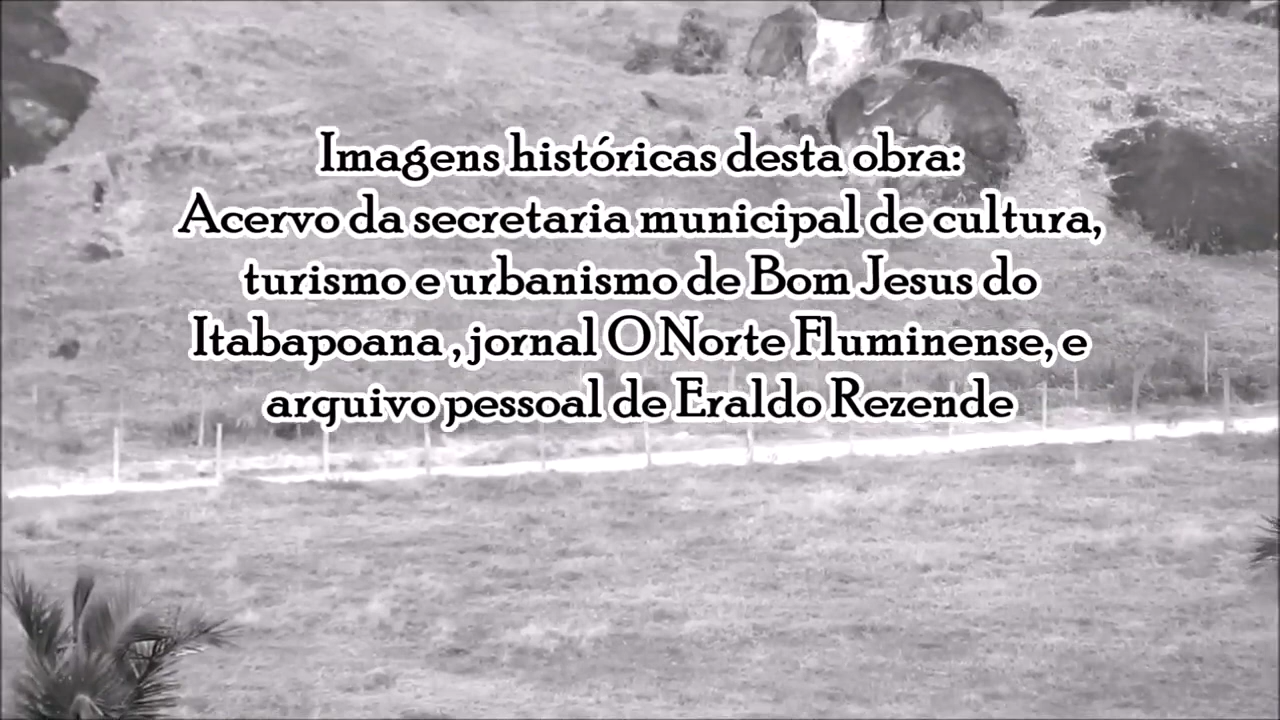 Imagens históricas desta obra:
Acervo da secretaria municipal de cultura,
turismo e urbanismo de Bom Jesus do
Itabapoana , jornal O Norte Fluminense, e
arquivo pessoal de Eraldo Rezende